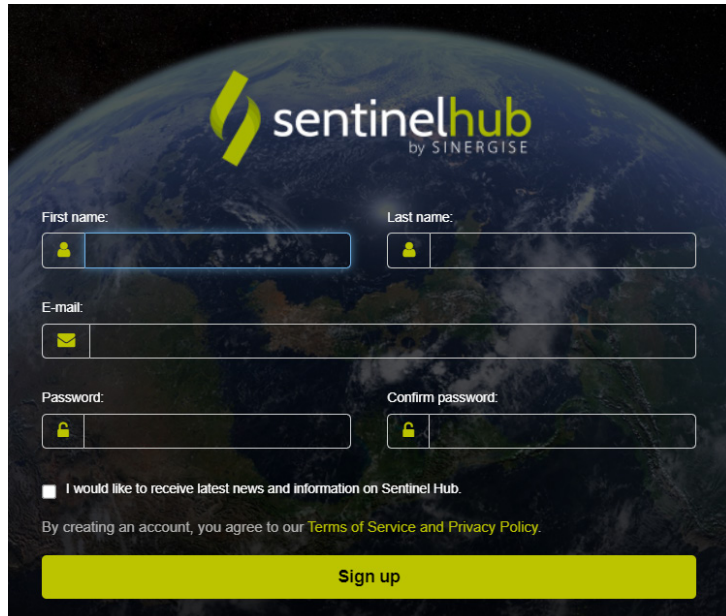 sentinelhub
by SINERGISE
First name:
Last name:
E-mail:
Password:
Confirm password:
I would like to receive latest news and information on Sentinel Hub.
By creating an account, you agree to our Terms of Service and Privacy Policy.
Sign up